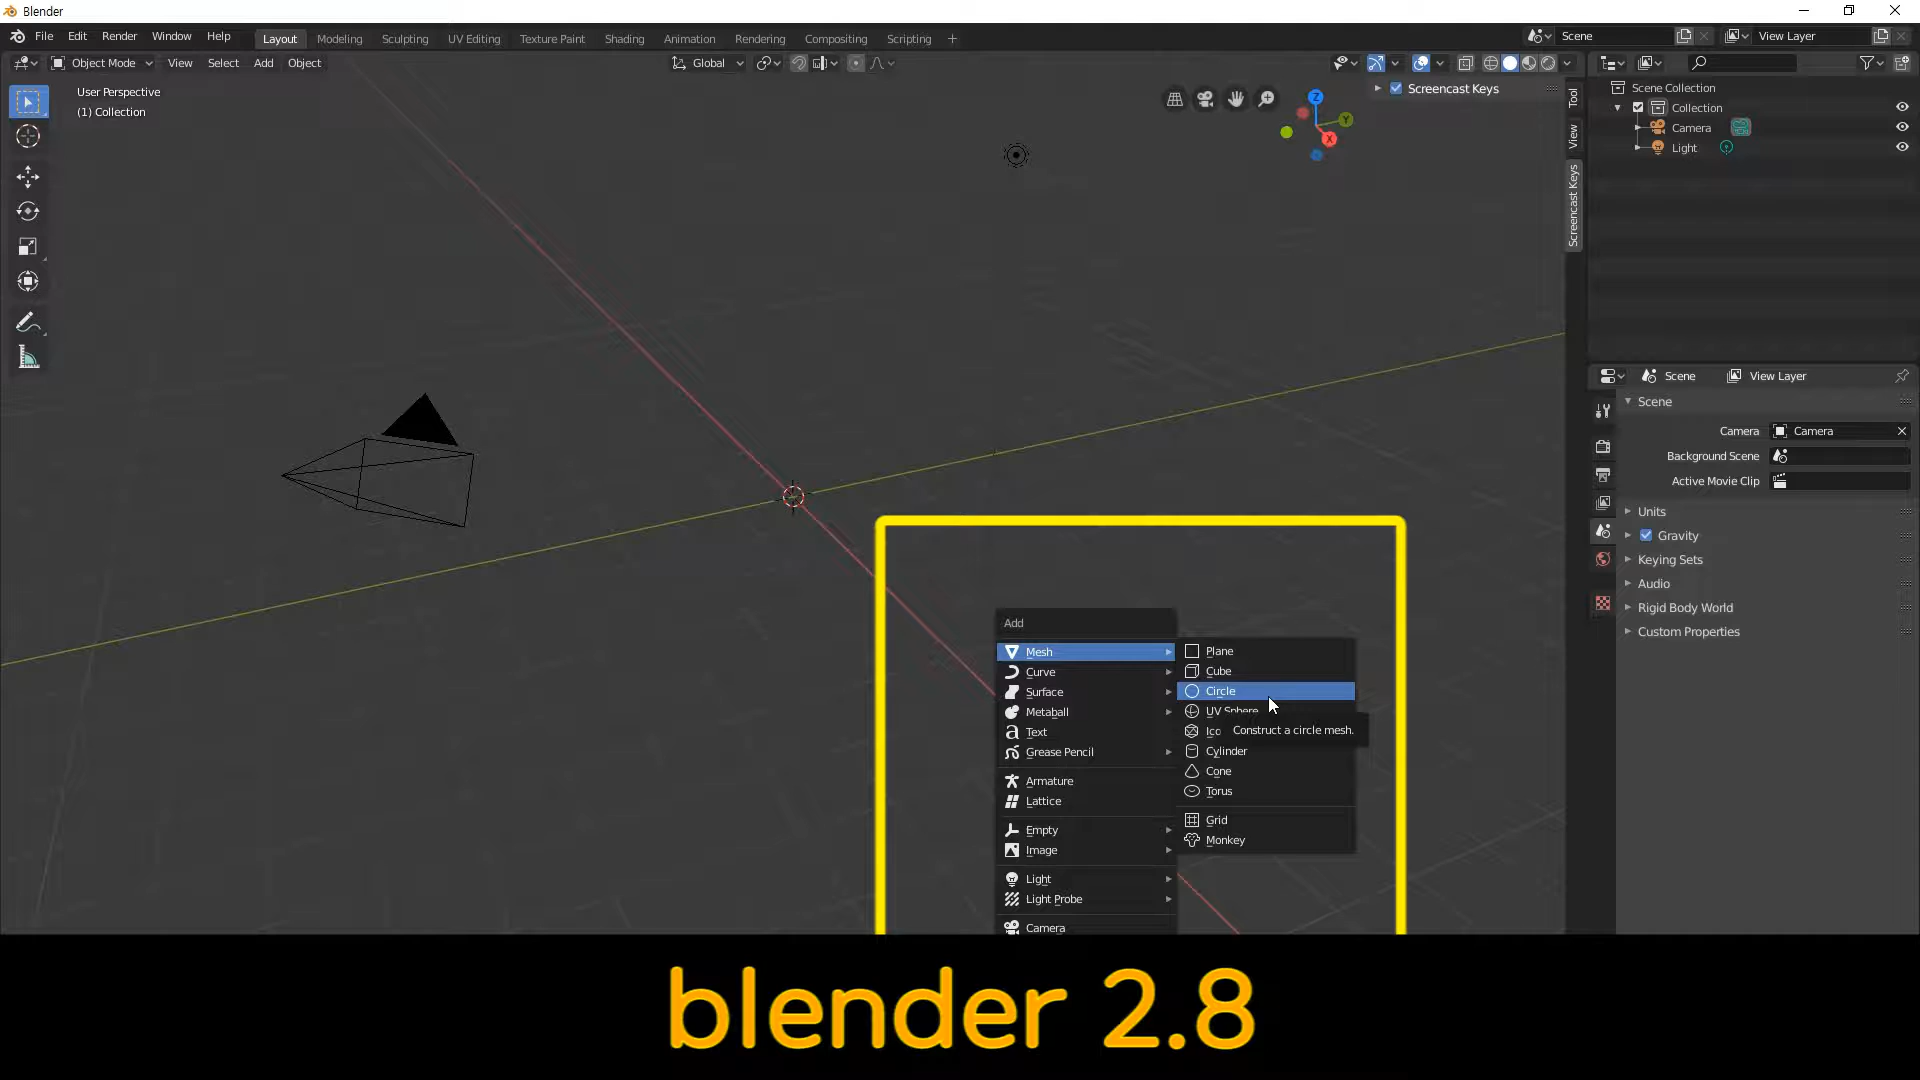 Blender
File Edit Render Window Help Layout Modeling Sculpting UV Editing Texture Paint Shading Animation Rendering Compositing Scripting + Scene View Layer
Object Mode View Select Add Object Global
User Perspective
(1) Collection
Screencast Keys
Z
Y
X
Tool
View
Screencast Keys
Scene Collection
Collection
Camera
Light
Scene View Layer
Scene
Camera Camera
Background Scene
Active Movie Clip
Units
Gravity
Keying Sets
Audio
Rigid Body World
Custom Properties
Add
Mesh
Curve
Surface
Metaball
Text
Grease Pencil
Armature
Lattice
Empty
Image
Light
Light Probe
Camera
Plane
Cube
Circle
UV Sphere
Ico
Construct a circle mesh.
Cylinder
Cone
Torus
Grid
Monkey
blender 2.8